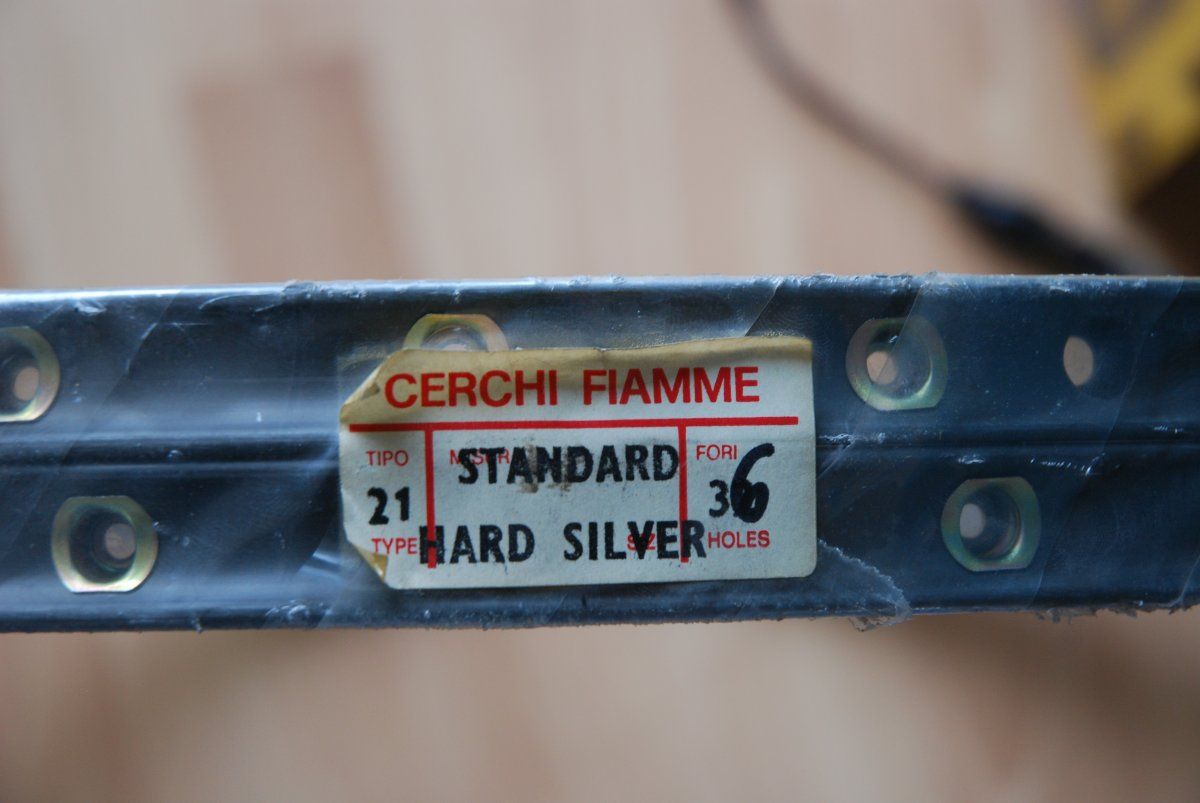 CERCHI FIAMME
TIPO STANDARD FORI
21 36
TYPE HARD SILVER HOLES